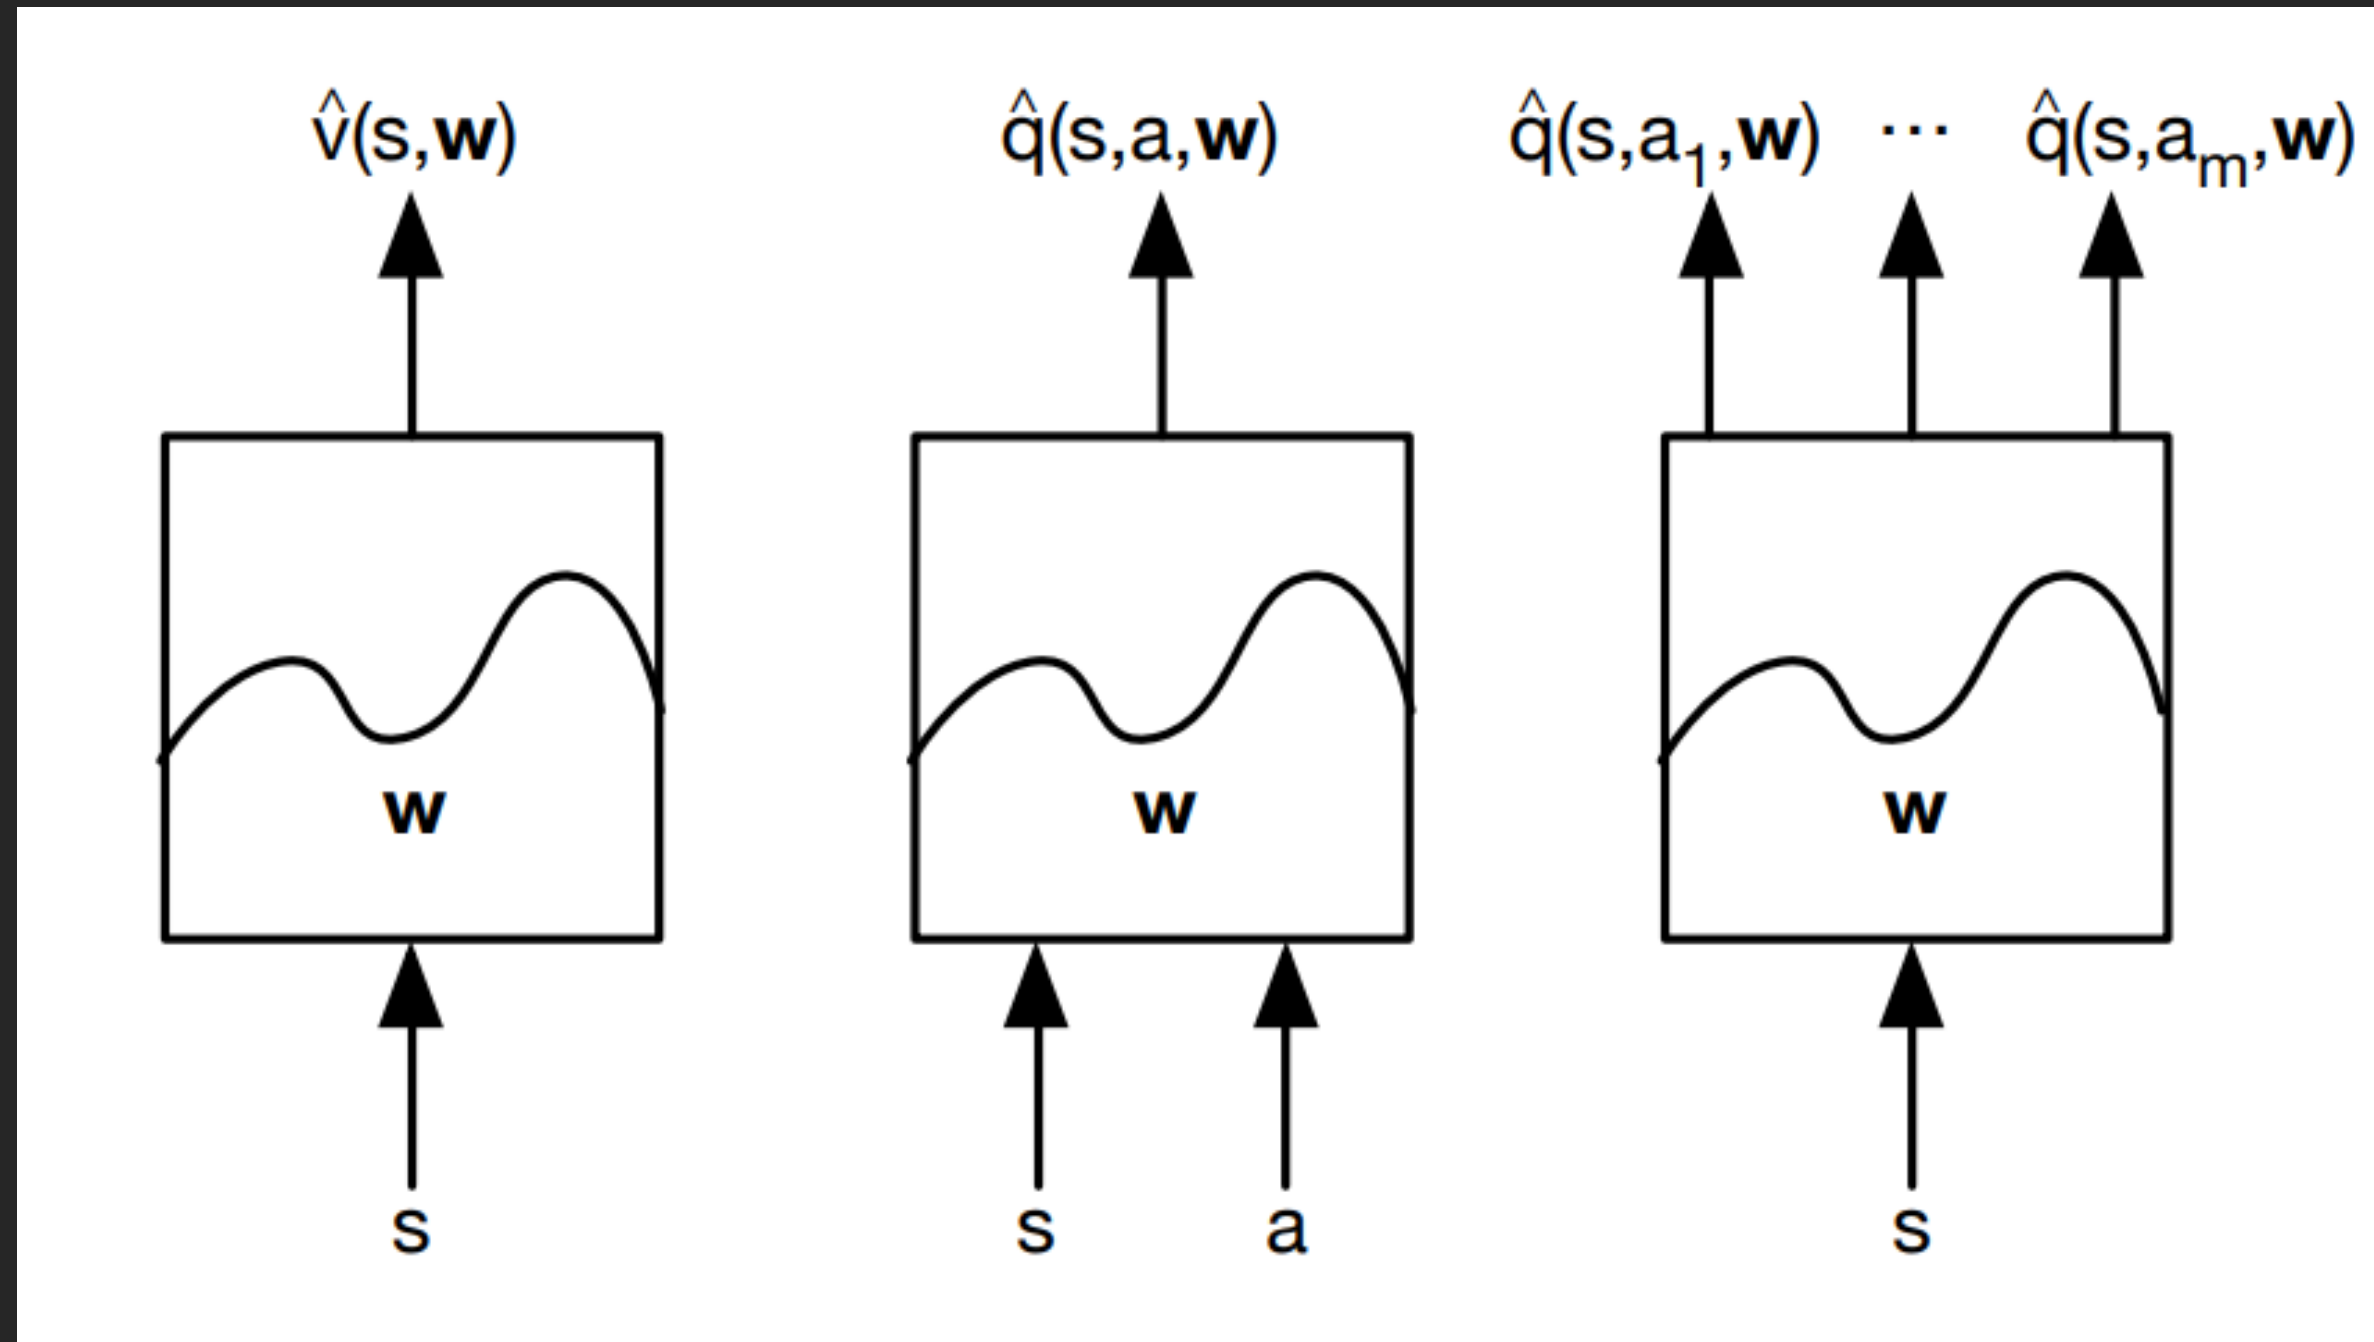 v̂(s,w) q̂(s,a,w) q̂(s,a₁,w) ... q̂(s,aₘ,w)
w w w
s s a s